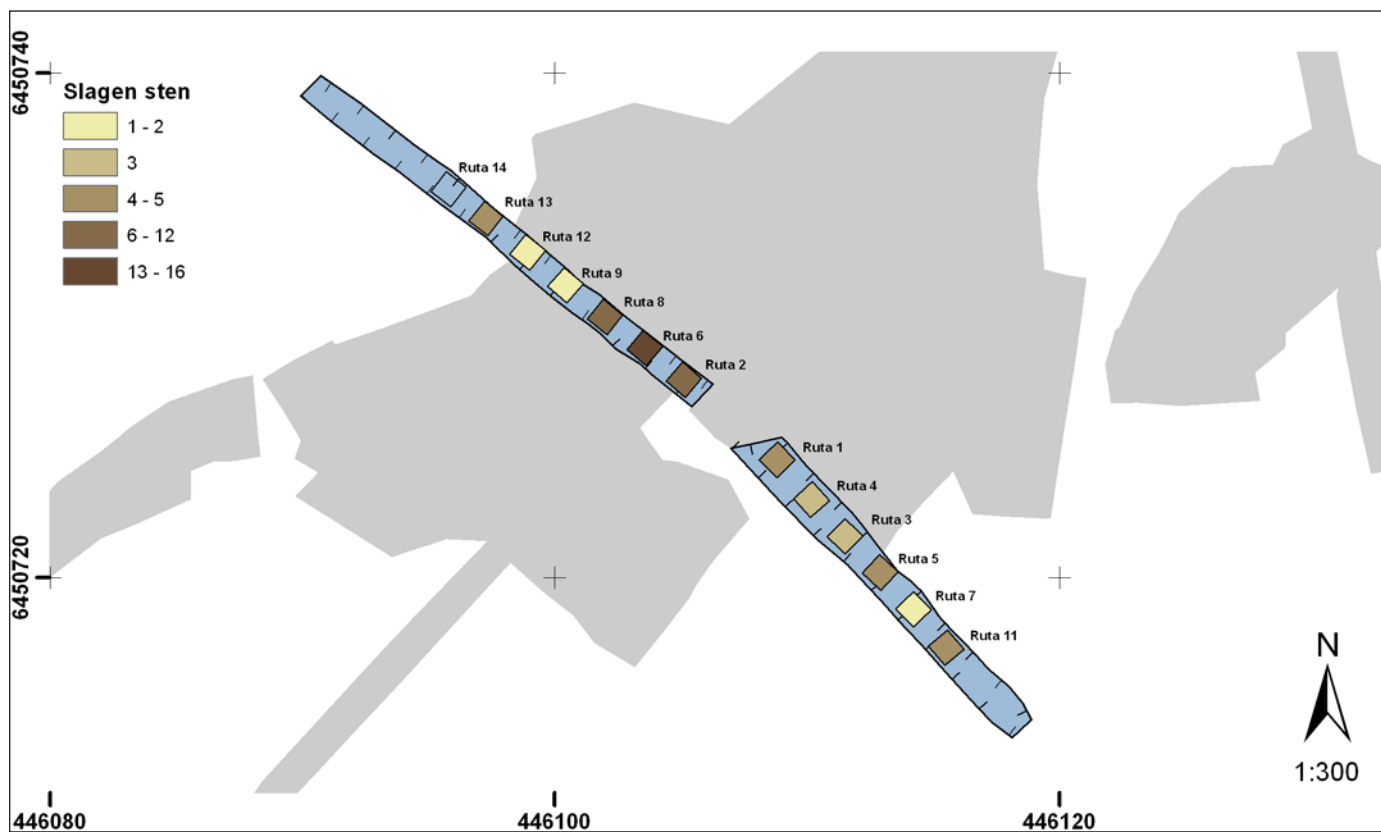 6450740
Slagen sten
1 - 2
3
4 - 5
6 - 12
13 - 16
Ruta 14
Ruta 13
Ruta 12
Ruta 9
Ruta 8
Ruta 6
Ruta 2
Ruta 1
Ruta 4
Ruta 3
Ruta 5
Ruta 7
Ruta 11
6450720
N
1:300
446080
446100
446120